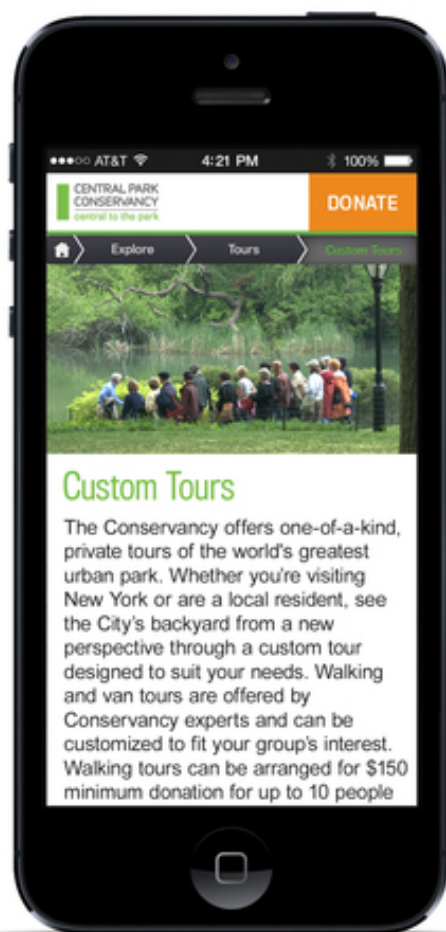 AT&T 4:21 PM 100%
CENTRAL PARK
CONSERVANCY
central to the park
DONATE
Explore Tours Custom Tours
Custom Tours
The Conservancy offers one-of-a-kind,
private tours of the world's greatest
urban park. Whether you're visiting
New York or are a local resident, see
the City's backyard from a new
perspective through a custom tour
designed to suit your needs. Walking
and van tours are offered by
Conservancy experts and can be
customized to fit your group's interest.
Walking tours can be arranged for $150
minimum donation for up to 10 people